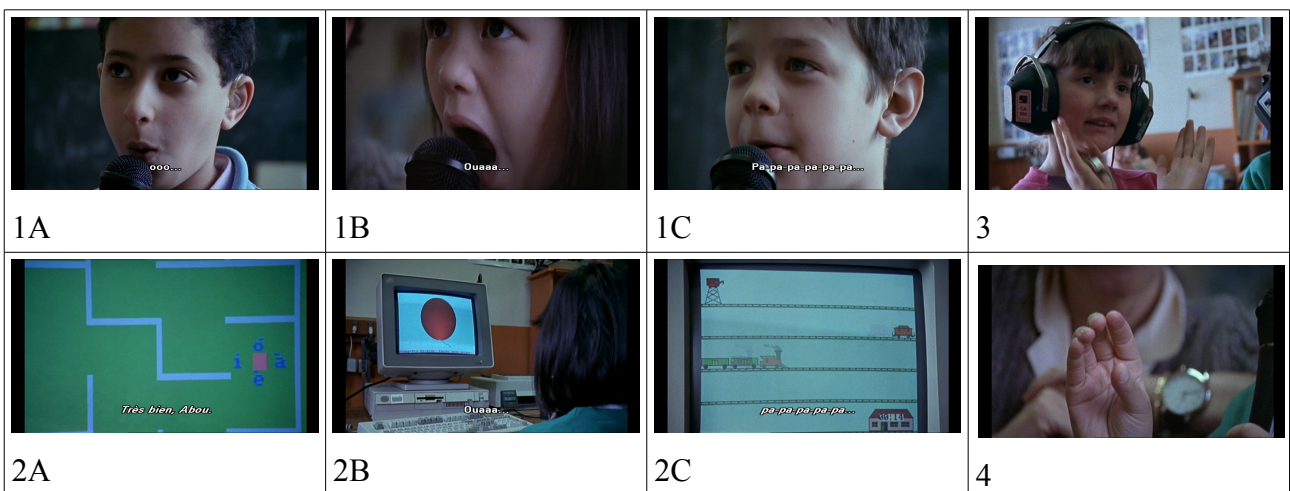 ooo...
Ouaaa...
Pa-pa-pa-pa-pa-pa...
1A
1B
1C
3
i ó à
e
Très bien, Abou.
Ouaaa...
pa-pa-pa-pa-pa...
2A
2B
2C
4